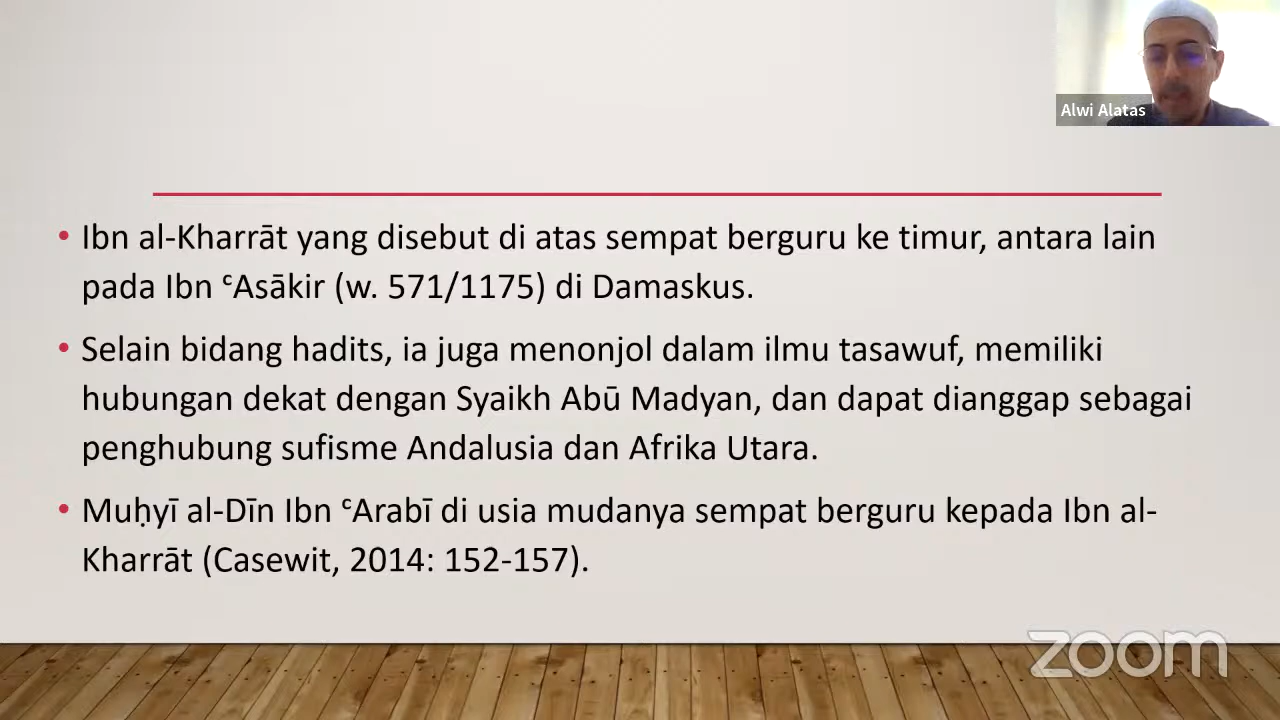 Alwi Alatas
• Ibn al-Kharrāt yang disebut di atas sempat berguru ke timur, antara lain
pada Ibn ᶜAsākir (w. 571/1175) di Damaskus.
• Selain bidang hadits, ia juga menonjol dalam ilmu tasawuf, memiliki
hubungan dekat dengan Syaikh Abū Madyan, dan dapat dianggap sebagai
penghubung sufisme Andalusia dan Afrika Utara.
• Muḥyī al-Dīn Ibn ᶜArabī di usia mudanya sempat berguru kepada Ibn al-
Kharrāt (Casewit, 2014: 152-157).
zoom